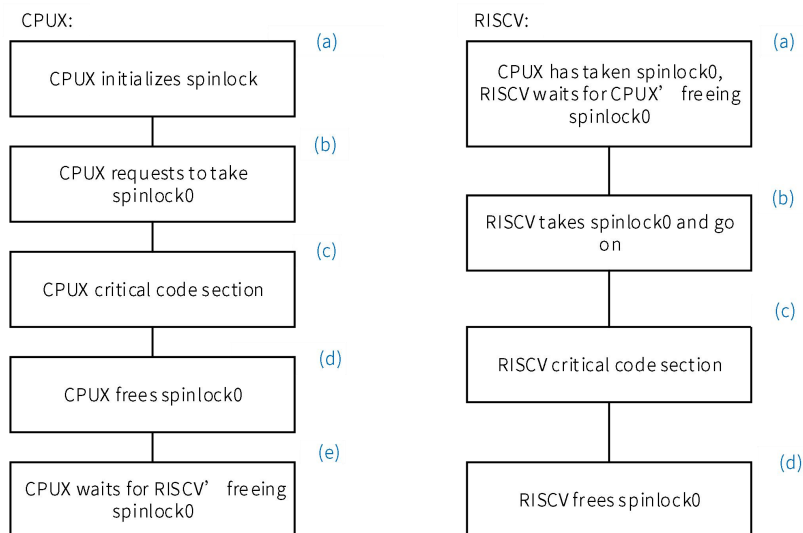 CPUX:
(a)
CPUX initializes spinlock
(b)
CPUX requests to take
spinlock0
(c)
CPUX critical code section
(d)
CPUX frees spinlock0
(e)
CPUX waits for RISCV’ freeing
spinlock0
RISCV:
(a)
CPUX has taken spinlock0,
RISCV waits for CPUX’ freeing
spinlock0
(b)
RISCV takes spinlock0 and go
on
(c)
RISCV critical code section
(d)
RISCV frees spinlock0